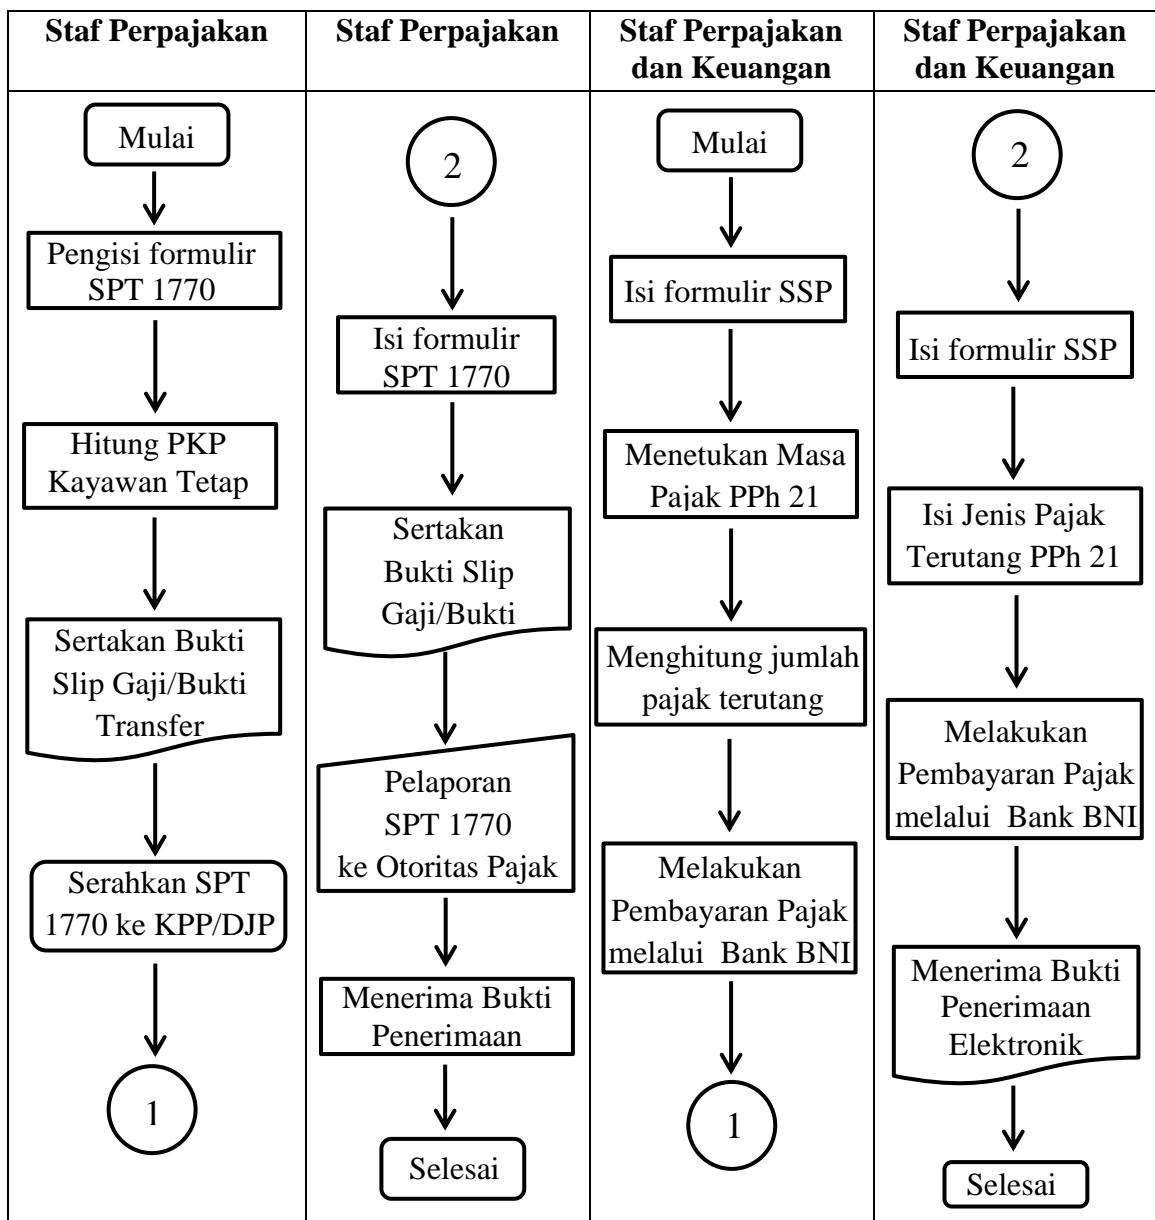 Staf Perpajakan
Mulai
Pengisi formulir
SPT 1770
Hitung PKP
Kayawan Tetap
Sertakan Bukti
Slip Gaji/Bukti
Transfer
Serahkan SPT
1770 ke KPP/DJP
1
Staf Perpajakan
2
Isi formulir
SPT 1770
Sertakan
Bukti Slip
Gaji/Bukti
Pelaporan
SPT 1770
ke Otoritas Pajak
Menerima Bukti
Penerimaan
Selesai
Staf Perpajakan
dan Keuangan
Mulai
Isi formulir SSP
Menetukan Masa
Pajak PPh 21
Menghitung jumlah
pajak terutang
Melakukan
Pembayaran Pajak
melalui Bank BNI
1
Staf Perpajakan
dan Keuangan
2
Isi formulir SSP
Isi Jenis Pajak
Terutang PPh 21
Melakukan
Pembayaran Pajak
melalui Bank BNI
Menerima Bukti
Penerimaan
Elektronik
Selesai